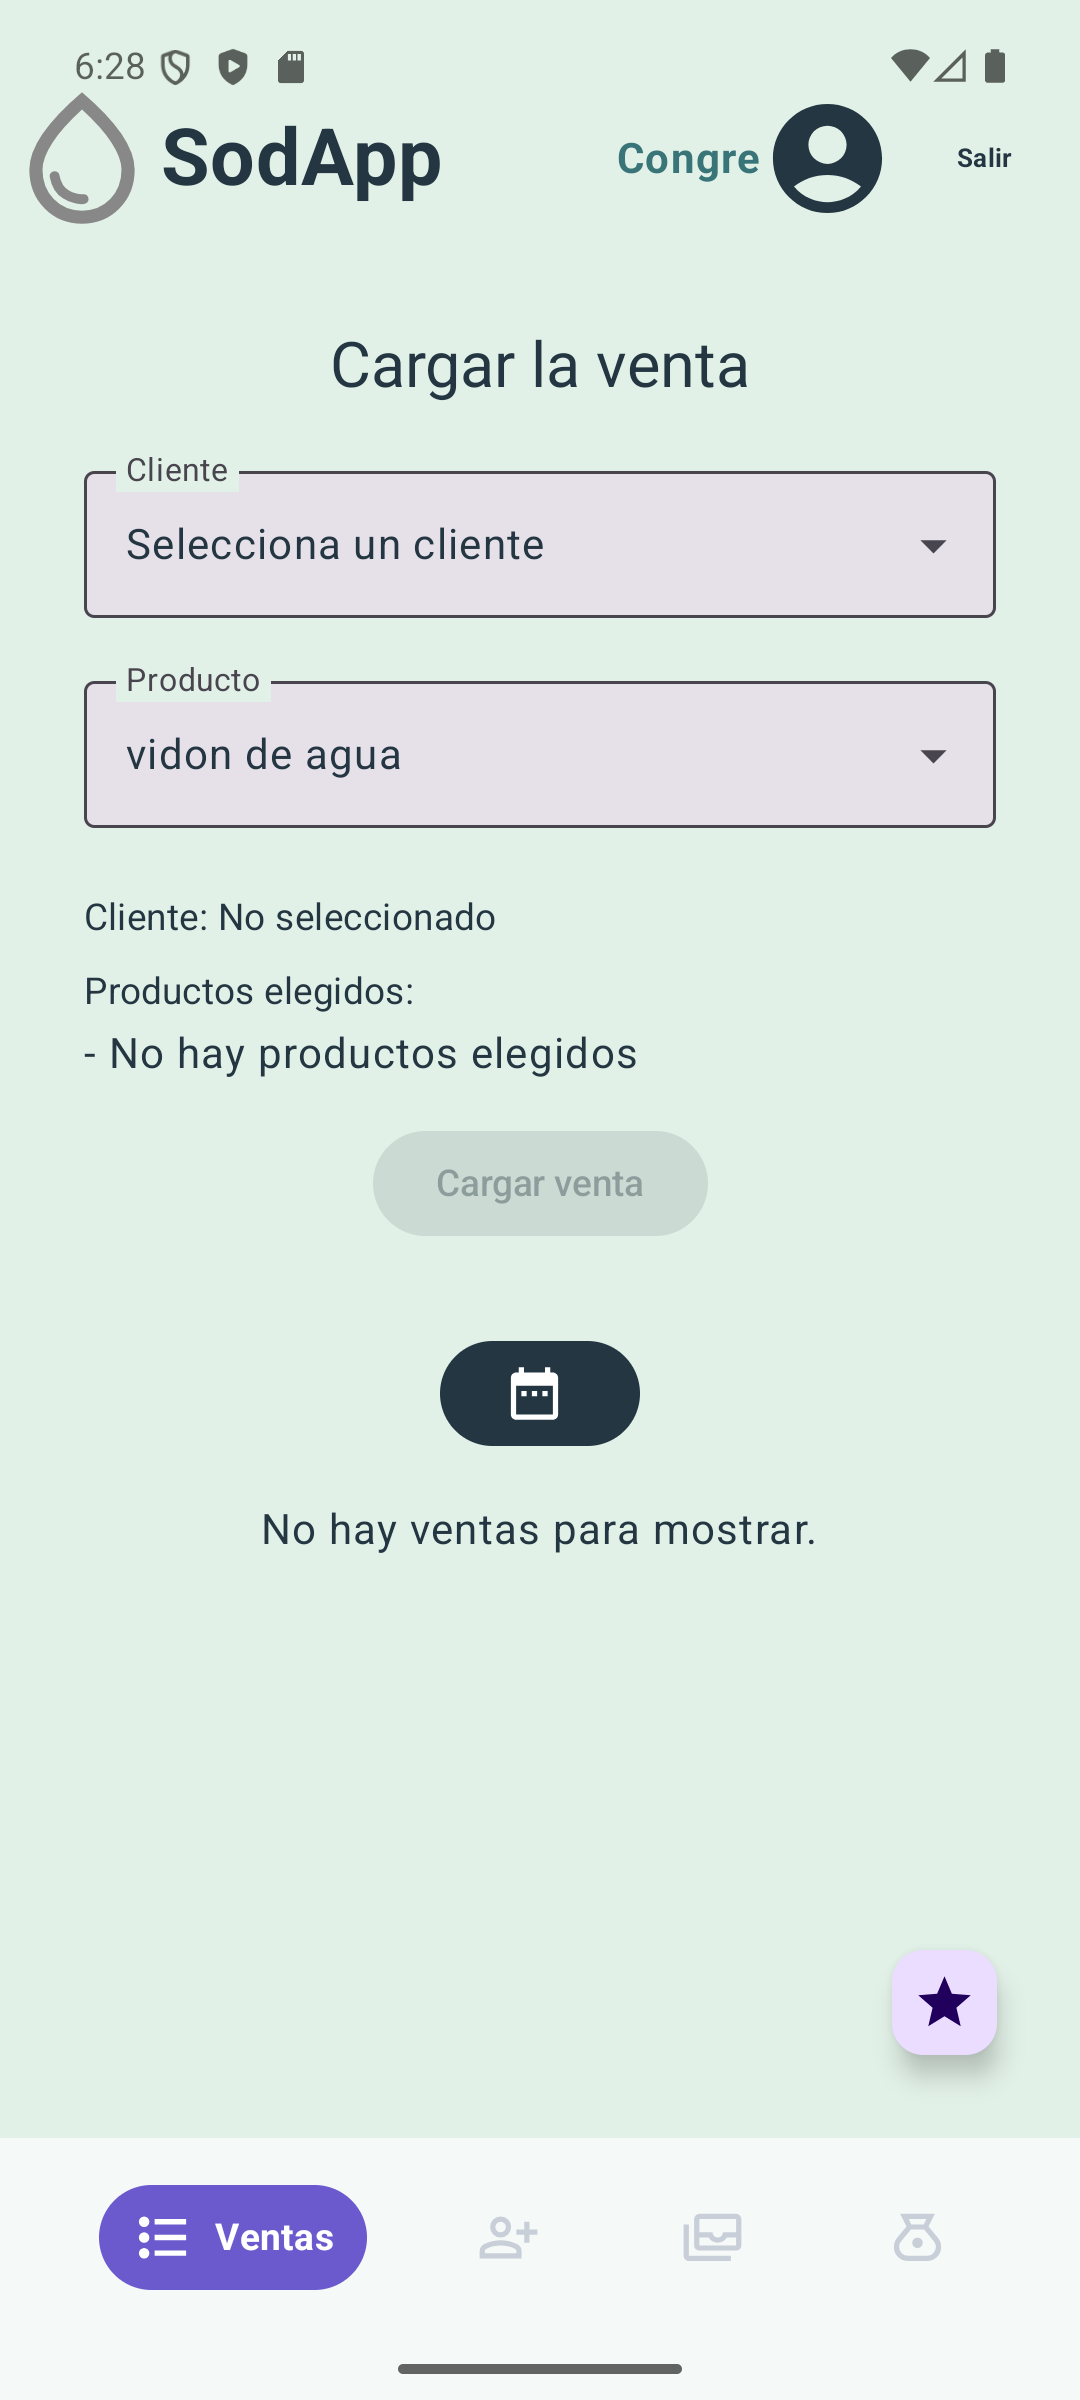 6:28
SodApp
Congre
Salir
Cargar la venta
Cliente
Selecciona un cliente
Producto
vidon de agua
Cliente: No seleccionado
Productos elegidos:
- No hay productos elegidos
Cargar venta
No hay ventas para mostrar.
Ventas